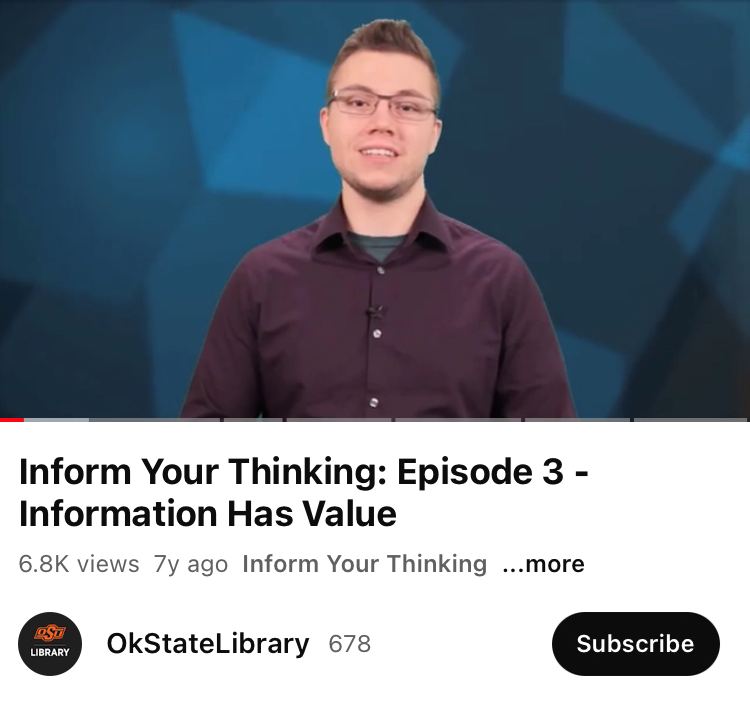 Inform Your Thinking: Episode 3 -
Information Has Value
6.8K views 7y ago Inform Your Thinking ...more
OSU
LIBRARY
OkStateLibrary 678
Subscribe